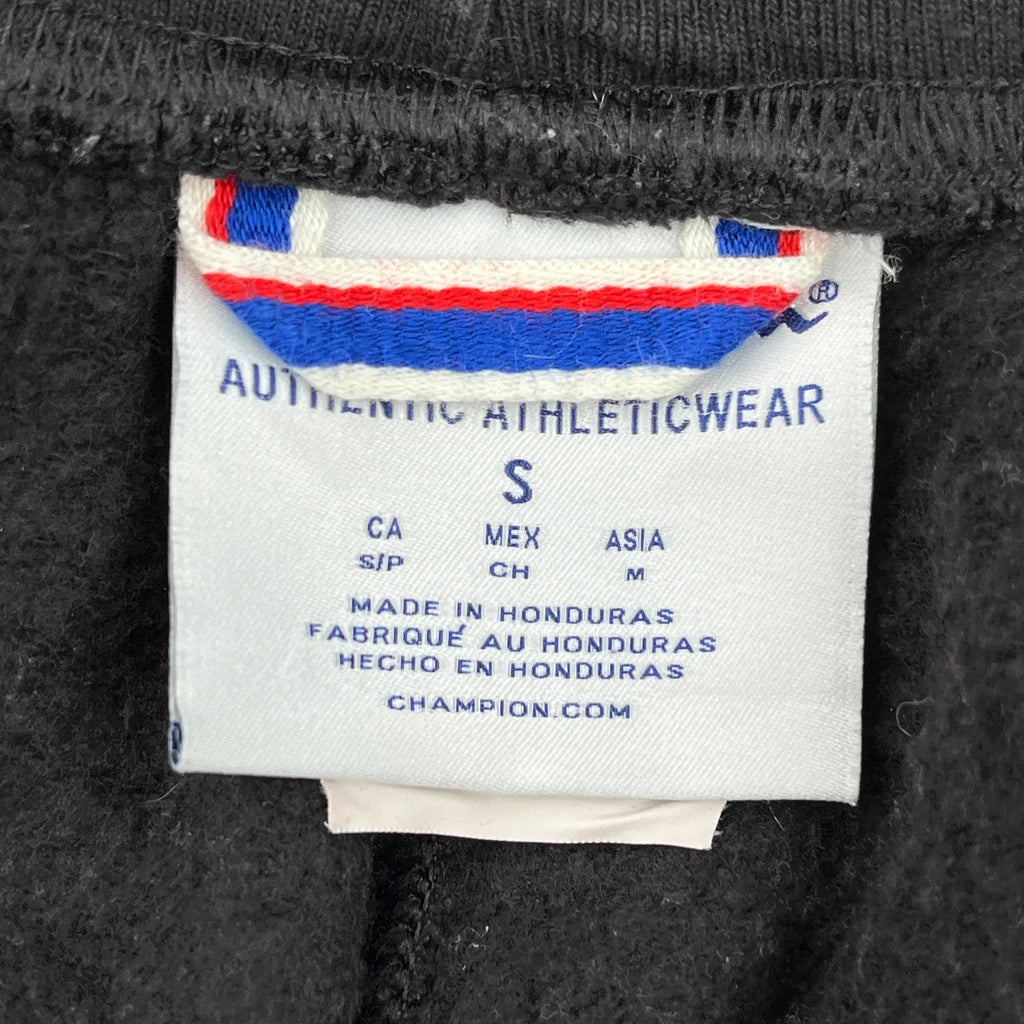 ®
AUTHENTIC ATHLETICWEAR
S
CA MEX ASIA
S/P CH M
MADE IN HONDURAS
FABRIQUÉ AU HONDURAS
HECHO EN HONDURAS
CHAMPION.COM